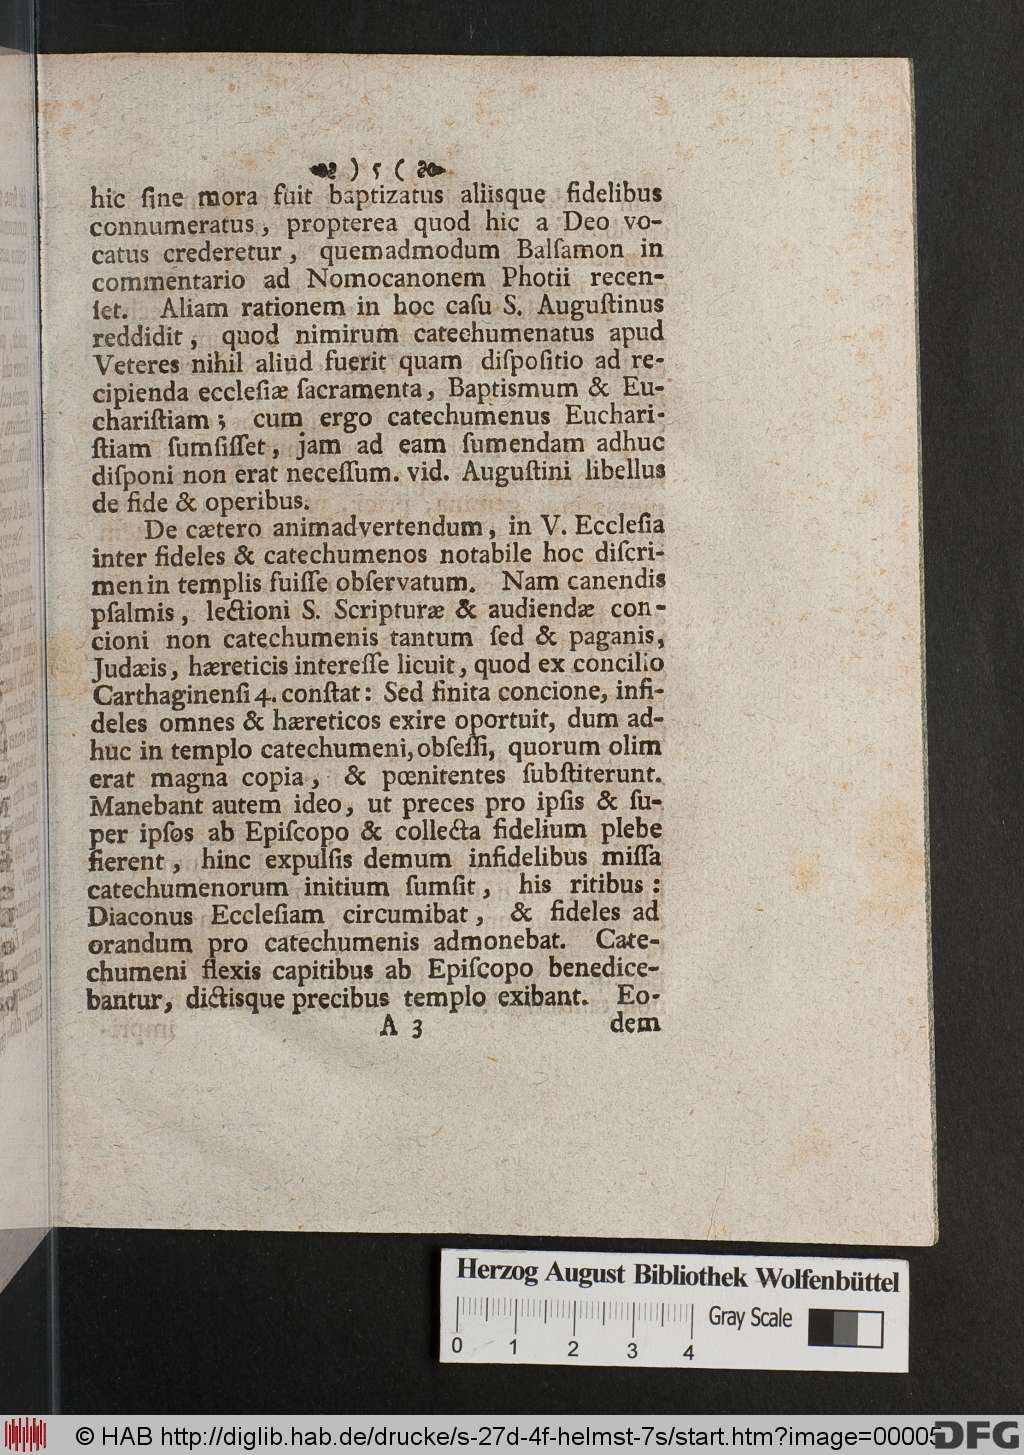 ) 5 (
hic ſine mora fuit baptizatus aliisque fidelibus
connumeratus, propterea quod hic a Deo vo-
catus crederetur, quemadmodum Balſamon in
commentario ad Nomocanonem Photii recen-
ſet. Aliam rationem in hoc caſu S. Auguſtinus
reddidit, quod nimirum catechumenatus apud
Veteres nihil aliud fuerit quam diſpoſitio ad re-
cipienda eccleſiæ ſacramenta, Baptismum & Eu-
chariſtiam; cum ergo catechumenus Euchari-
ſtiam ſumſiſſet, jam ad eam ſumendam adhuc
diſponi non erat neceſſum. vid. Auguſtini libellus
de fide & operibus.
De cætero animadvertendum, in V. Eccleſia
inter fideles & catechumenos notabile hoc diſcri-
men in templis fuiſſe obſervatum. Nam canendis
pſalmis, lectioni S. Scripturæ & audiendæ con-
cioni non catechumenis tantum ſed & paganis,
Judæis, hæreticis intereſſe licuit, quod ex concilio
Carthaginenſi 4. conſtat: Sed finita concione, infi-
deles omnes & hæreticos exire oportuit, dum ad-
huc in templo catechumeni, obſeſſi, quorum olim
erat magna copia, & pœnitentes ſubſtiterunt.
Manebant autem ideo, ut preces pro ipſis & ſu-
per ipſos ab Epiſcopo & collecta fidelium plebe
fierent, hinc expulſis demum infidelibus miſſa
catechumenorum initium ſumſit, his ritibus:
Diaconus Eccleſiam circumibat, & fideles ad
orandum pro catechumenis admonebat. Cate-
chumeni flexis capitibus ab Epiſcopo benedice-
bantur, dictisque precibus templo exibant. Eo-
A 3 dem
Herzog August Bibliothek Wolfenbüttel
Gray Scale
0 1 2 3 4
© HAB http://diglib.hab.de/drucke/s-27d-4f-helmst-7s/start.htm?image=00005
DFG